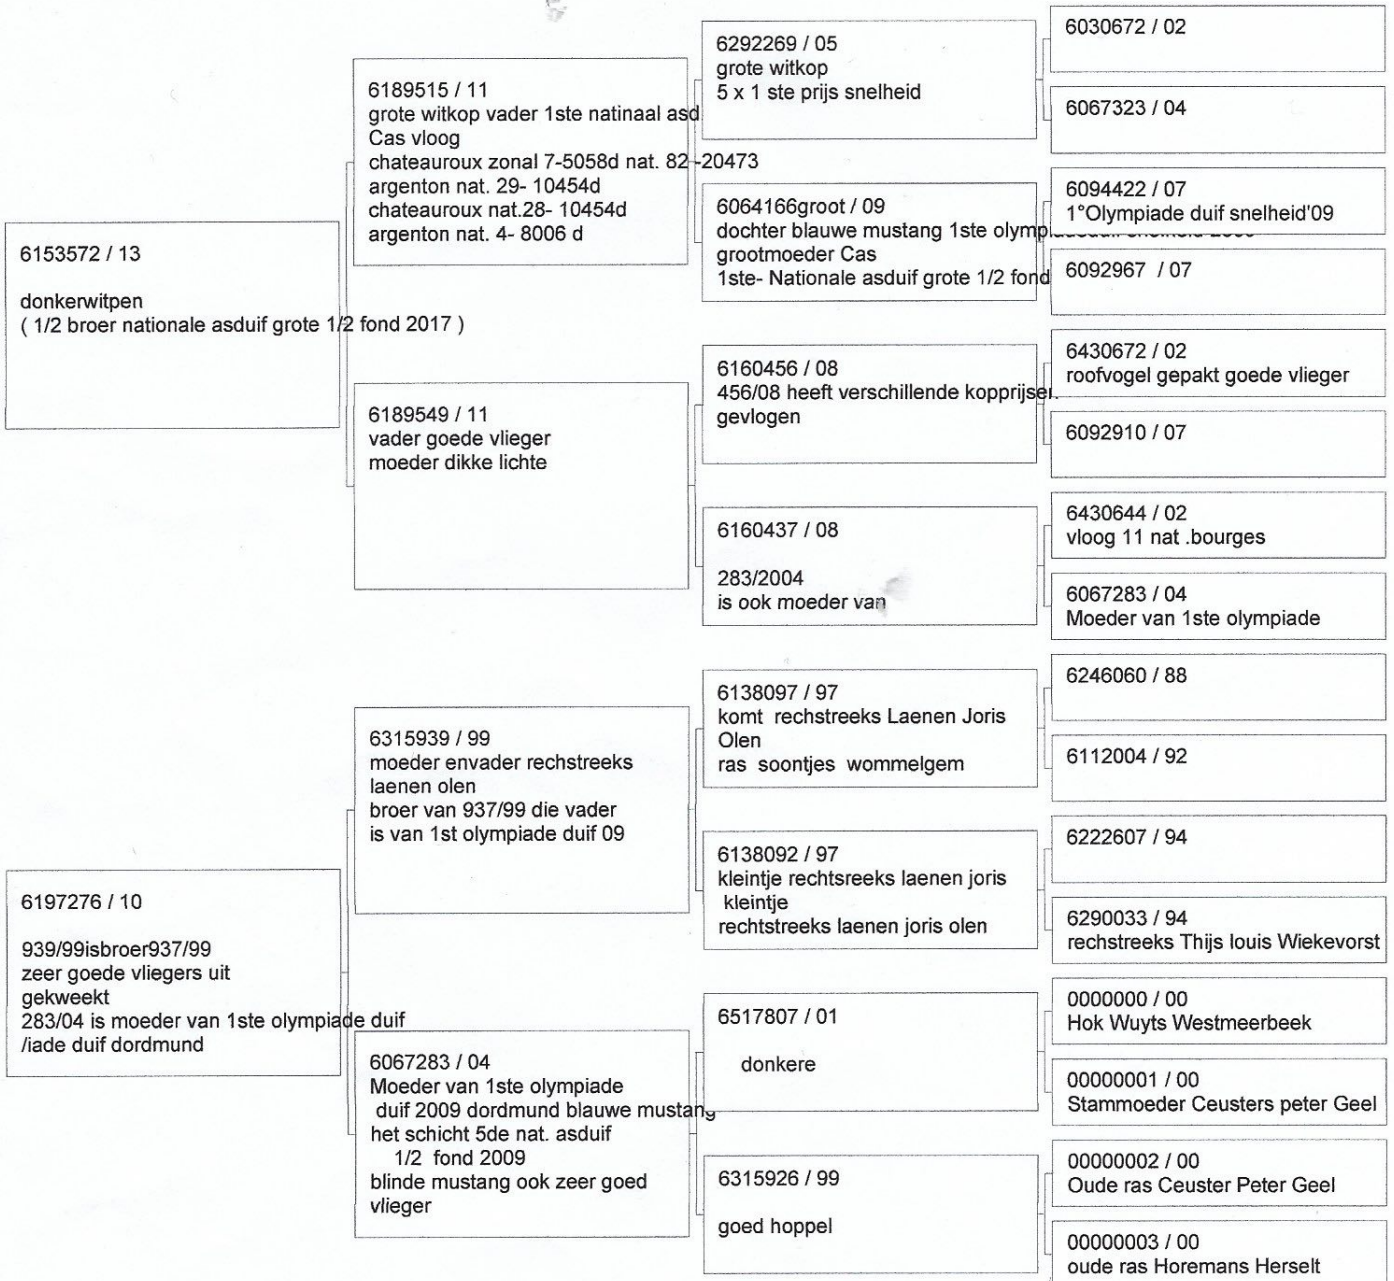 6153572 / 13
donkerwitpen
( 1/2 broer nationale asduif grote 1/2 fond 2017 )
6197276 / 10
939/99isbroer937/99
zeer goede vliegers uit
gekweekt
283/04 is moeder van 1ste olympiade duif
/iade duif dordmund
6189515 / 11
grote witkop vader 1ste natinaal asd
Cas vloog
chateauroux zonal 7-5058d nat. 82 -20473
argenton nat. 29- 10454d
chateauroux nat.28- 10454d
argenton nat. 4- 8006 d
6189549 / 11
vader goede vlieger
moeder dikke lichte
6315939 / 99
moeder envader rechstreeks
laenen olen
broer van 937/99 die vader
is van 1st olympiade duif 09
6067283 / 04
Moeder van 1ste olympiade
duif 2009 dordmund blauwe mustang
het schicht 5de nat. asduif
1/2 fond 2009
blinde mustang ook zeer goed
vlieger
6292269 / 05
grote witkop
5 x 1 ste prijs snelheid
6064166groot / 09
dochter blauwe mustang 1ste
grootmoeder Cas
1ste- Nationale asduif grote 1/2 fond
6160456 / 08
456/08 heeft verschillende kopprijsen
gevlogen
6160437 / 08
283/2004
is ook moeder van
6138097 / 97
komt rechstreeks Laenen Joris
Olen
ras soontjes wommelgem
6138092 / 97
kleintje rechtsreeks laenen joris
kleintje
rechtstreeks laenen joris olen
6517807 / 01
donkere
6315926 / 99
goed hoppel
6030672 / 02
6067323 / 04
6094422 / 07
1°Olympiade duif snelheid'09
6092967 / 07
6430672 / 02
roofvogel gepakt goede vlieger
6092910 / 07
6430644 / 02
vloog 11 nat .bourges
6067283 / 04
Moeder van 1ste olympiade
6246060 / 88
6112004 / 92
6222607 / 94
6290033 / 94
rechstreeks Thijs louis Wiekevorst
0000000 / 00
Hok Wuyts Westmeerbeek
00000001 / 00
Stammoeder Ceusters peter Geel
00000002 / 00
Oude ras Ceuster Peter Geel
00000003 / 00
oude ras Horemans Herselt